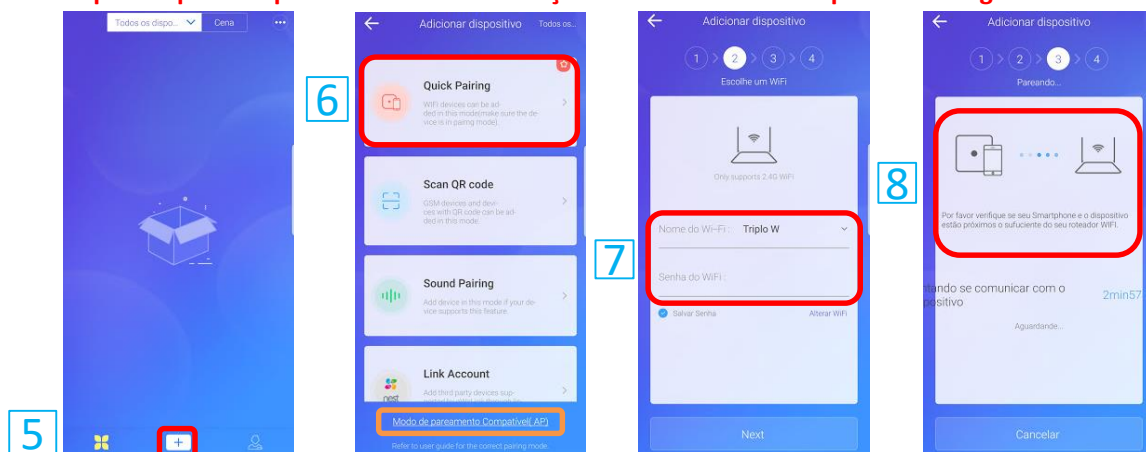 Todos os dispo...
Cena
5
6
Adicionar dispositivo
Todos os...
Quick Pairing
WIFI devices can be ad-
ded in this mode(make sure the de-
vice is in pairng mode).
Scan QR code
GSM devices and devi-
ces with QR code can be ad-
ded in this mode.
Sound Pairing
Add device in this mode if your de-
vice supports this feature.
Link Account
Add third party devices sup-
nest
Modo de pareamento Compatível( AP)
Refer to user guide for the correct pairing mode.
7
Adicionar dispositivo
1 > 2 > 3 > 4
Escolhe um WiFi
Only supports 2.4G WiFi
Nome do Wi-Fi :
Triplo W
Senha do WiFi :
Salvar Senha
Alterar WiFi
Next
8
Adicionar dispositivo
1 > 2 > 3 > 4
Pareando...
Por favor verifique se seu Smartphone e o dispositivo
estão próximos o sufuciente do seu roteador WIFI.
ntando se comunicar com o
positivo
2min57
Aguardande...
Cancelar